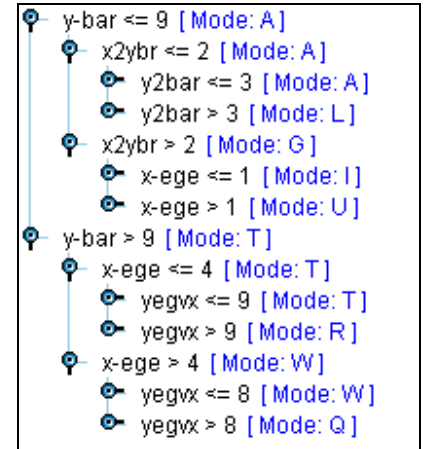 y-bar <= 9 [Mode: A]
x2ybr <= 2 [Mode: A]
y2bar <= 3 [Mode: A]
y2bar > 3 [Mode: L]
x2ybr > 2 [Mode: G]
x-ege <= 1 [Mode: I]
x-ege > 1 [Mode: U]
y-bar > 9 [Mode: T]
x-ege <= 4 [Mode: T]
yegvx <= 9 [Mode: T]
yegvx > 9 [Mode: R]
x-ege > 4 [Mode: W]
yegvx <= 8 [Mode: W]
yegvx > 8 [Mode: Q]